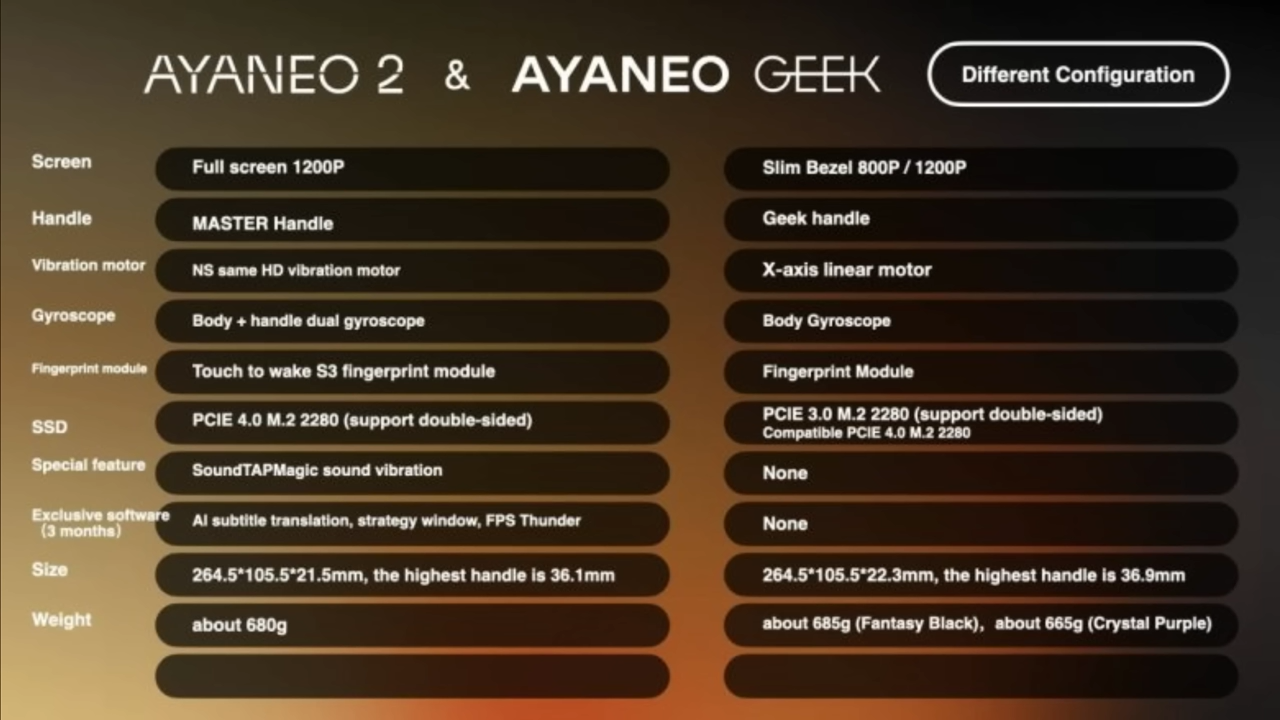 AYANEO 2 & AYANEO GEEK Different Configuration
Screen Full screen 1200P Slim Bezel 800P / 1200P
Handle MASTER Handle Geek handle
Vibration motor NS same HD vibration motor X-axis linear motor
Gyroscope Body + handle dual gyroscope Body Gyroscope
Fingerprint module Touch to wake S3 fingerprint module Fingerprint Module
SSD PCIE 4.0 M.2 2280 (support double-sided) PCIE 3.0 M.2 2280 (support double-sided)
Compatible PCIE 4.0 M.2 2280
Special feature SoundTAPMagic sound vibration None
Exclusive software AI subtitle translation, strategy window, FPS Thunder None
(3 months)
Size 264.5*105.5*21.5mm, the highest handle is 36.1mm 264.5*105.5*22.3mm, the highest handle is 36.9mm
Weight about 680g about 685g (Fantasy Black), about 665g (Crystal Purple)